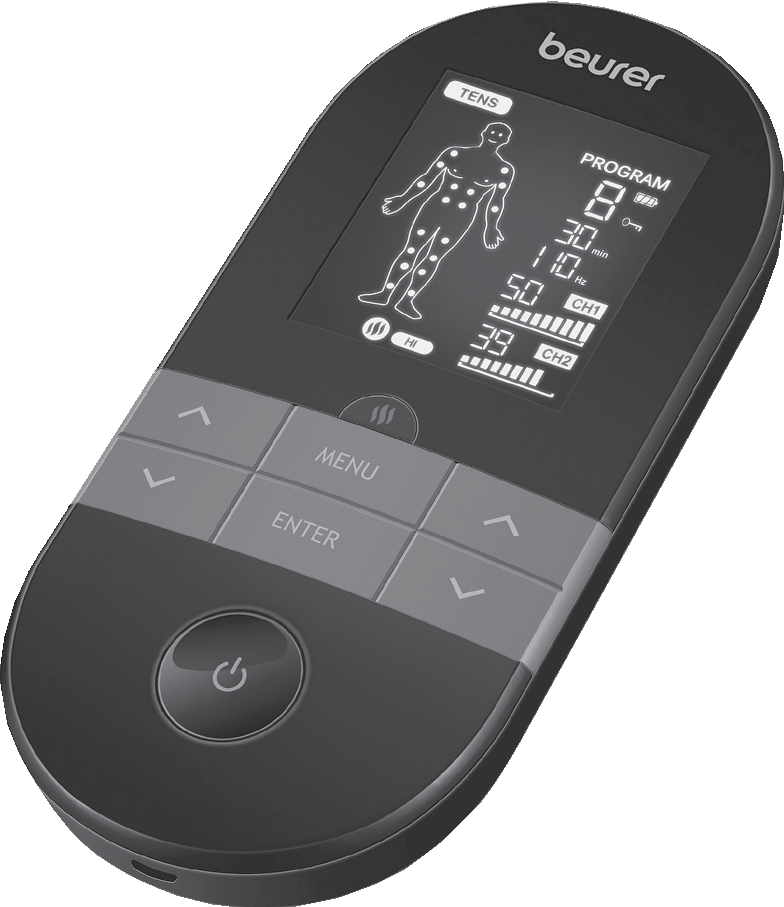 beurer
TENS
PROGRAM
8
30 min
110 Hz
50 CH1
39 CH2
HI
MENU
ENTER